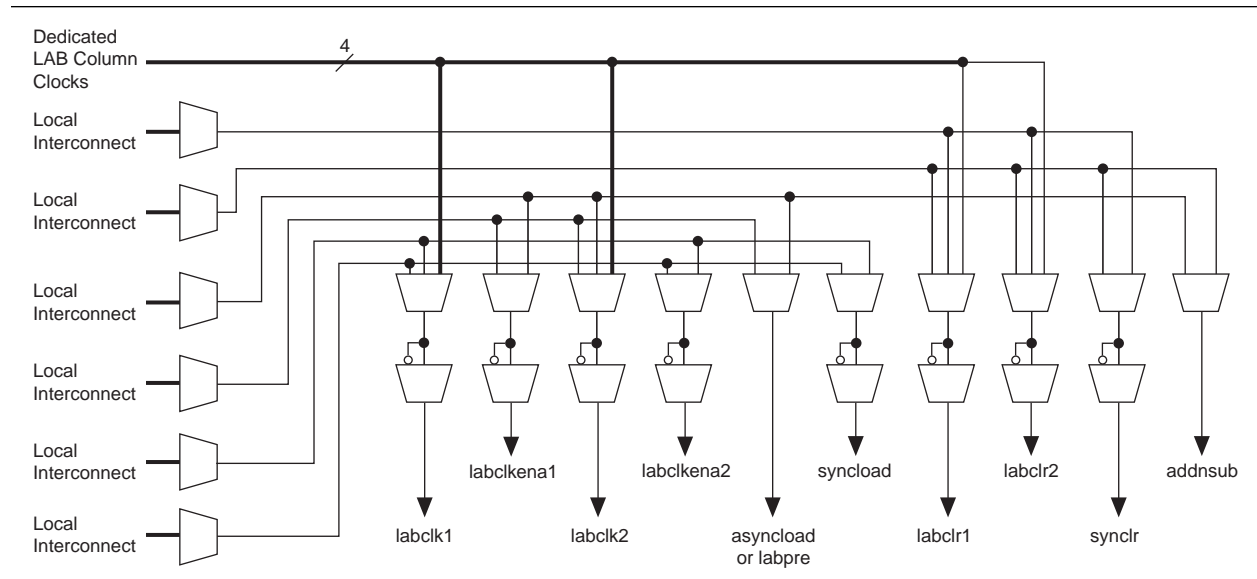 Dedicated
LAB Column
Clocks
4
Local
Interconnect
Local
Interconnect
Local
Interconnect
Local
Interconnect
Local
Interconnect
Local
Interconnect
labclkena1
labclkena2
syncload
labclr2
addnsub
labclk1
labclk2
asyncload
or labpre
labclr1
synclr